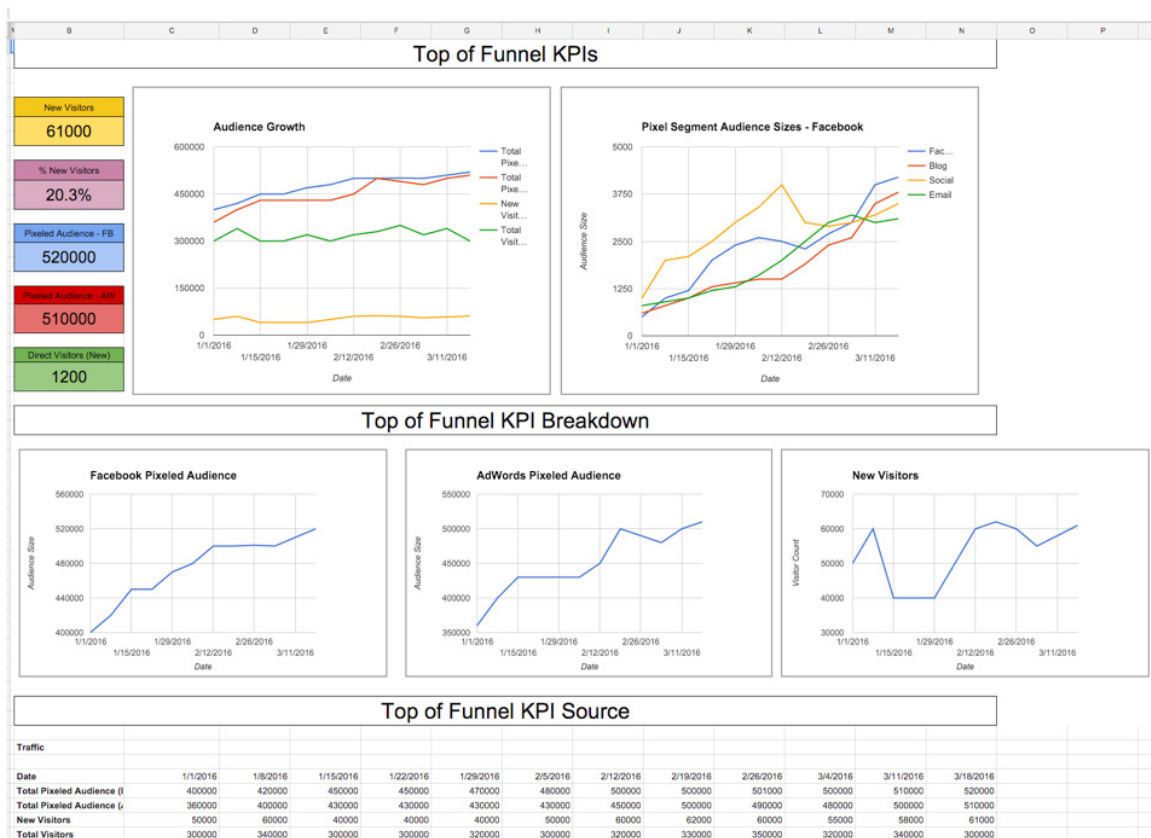 B C D E F G H I J K L M N O P
Top of Funnel KPIs
New Visitors
61000
% New Visitors
20.3%
Pixeled Audience - FB
520000
Pixeled Audience - AW
510000
Direct Visitors (New)
1200
Audience Growth
600000
450000
300000
150000
0
1/1/2016 1/29/2016 2/26/2016
1/15/2016 2/12/2016 3/11/2016
Date
Total
Pixe...
Total
Pixe...
New
Visit...
Total
Visit...
Pixel Segment Audience Sizes - Facebook
Audience Size
5000
3750
2500
1250
0
1/1/2016 1/29/2016 2/26/2016
1/15/2016 2/12/2016 3/11/2016
Date
Fac...
Blog
Social
Email
Top of Funnel KPI Breakdown
Facebook Pixeled Audience
Audience Size
560000
520000
480000
440000
400000
1/1/2016 1/29/2016 2/26/2016
1/15/2016 2/12/2016 3/11/2016
Date
AdWords Pixeled Audience
Audience Size
550000
500000
450000
400000
350000
1/1/2016 1/29/2016 2/26/2016
1/15/2016 2/12/2016 3/11/2016
Date
New Visitors
Visitor Count
70000
60000
50000
40000
30000
1/1/2016 1/29/2016 2/26/2016
1/15/2016 2/12/2016 3/11/2016
Date
Top of Funnel KPI Source
Traffic
Date 1/1/2016 1/8/2016 1/15/2016 1/22/2016 1/29/2016 2/5/2016 2/12/2016 2/19/2016 2/26/2016 3/4/2016 3/11/2016 3/18/2016
Total Pixeled Audience 400000 420000 450000 450000 470000 480000 500000 500000 501000 500000 510000 520000
Total Pixeled Audience 360000 400000 430000 430000 430000 430000 450000 500000 490000 480000 500000 510000
New Visitors 50000 60000 40000 40000 40000 50000 60000 62000 60000 55000 58000 61000
Total Visitors 300000 340000 300000 300000 320000 300000 320000 330000 350000 320000 340000 300000